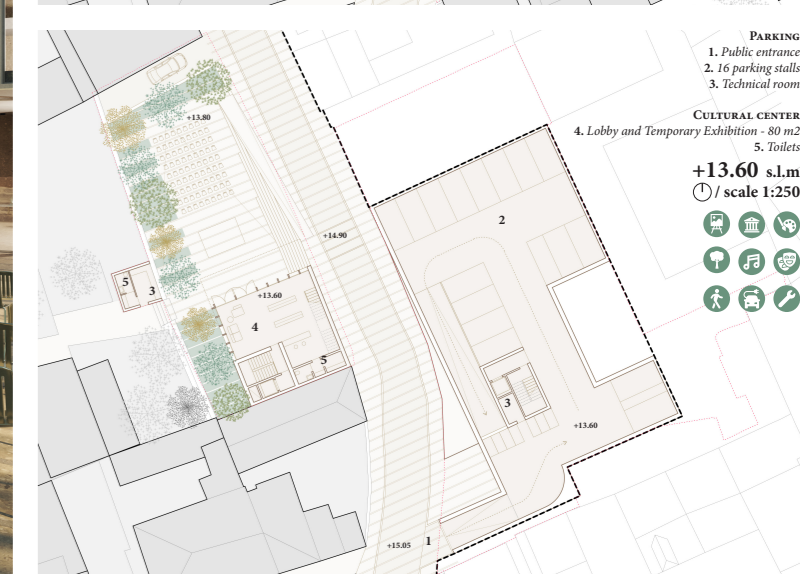 PARKING
1. Public entrance
2. 16 parking stalls
3. Technical room
CULTURAL CENTER
4. Lobby and Temporary Exhibition - 80 m2
5. Toilets
+13.60 s.l.m
/ scale 1:250
+13.80
2
+14.90
5
3
+13.60
4
5
3
+13.60
+15.05
1